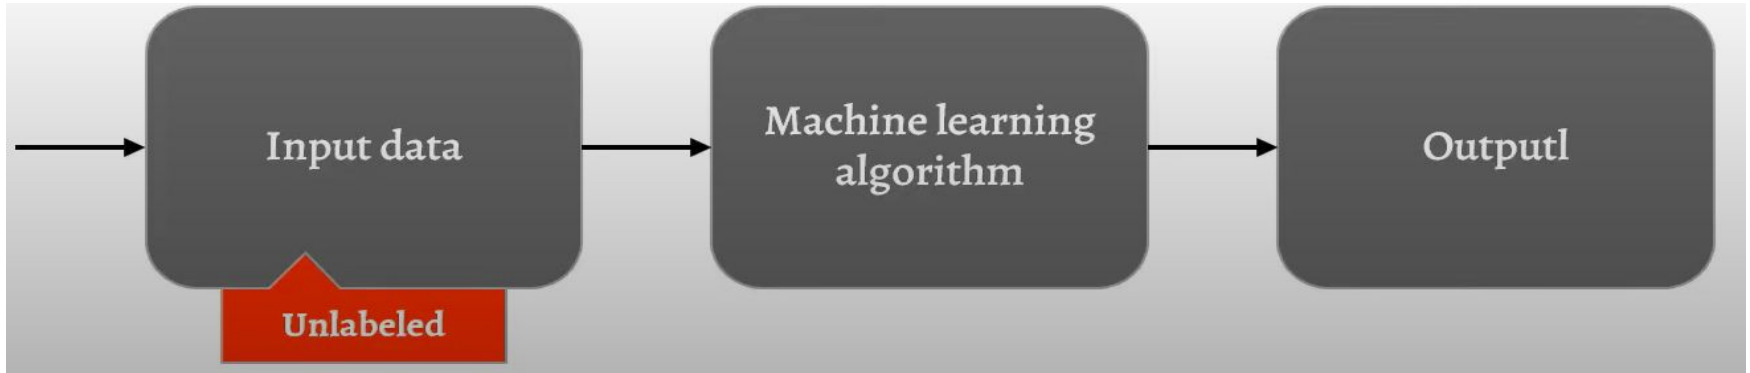 Input data
Machine learning
algorithm
Outputl
Unlabeled